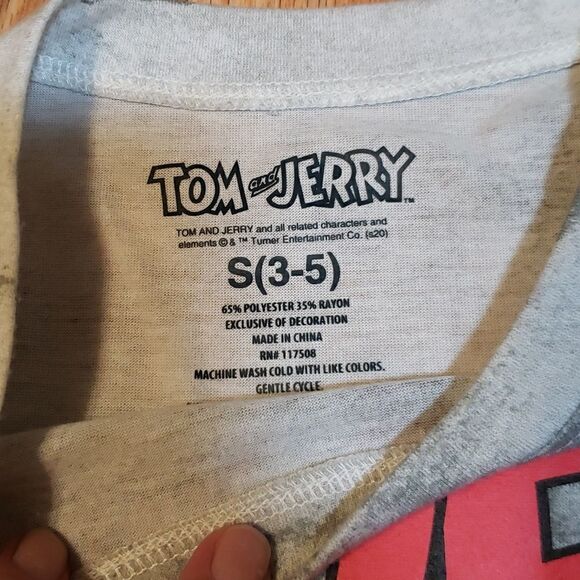 TOM and JERRY™
TOM AND JERRY and all related characters and
elements © & ™ Turner Entertainment Co. (s20)
S(3-5)
65% POLYESTER 35% RAYON
EXCLUSIVE OF DECORATION
MADE IN CHINA
RN# 117508
MACHINE WASH COLD WITH LIKE COLORS.
GENTLE CYCLE.